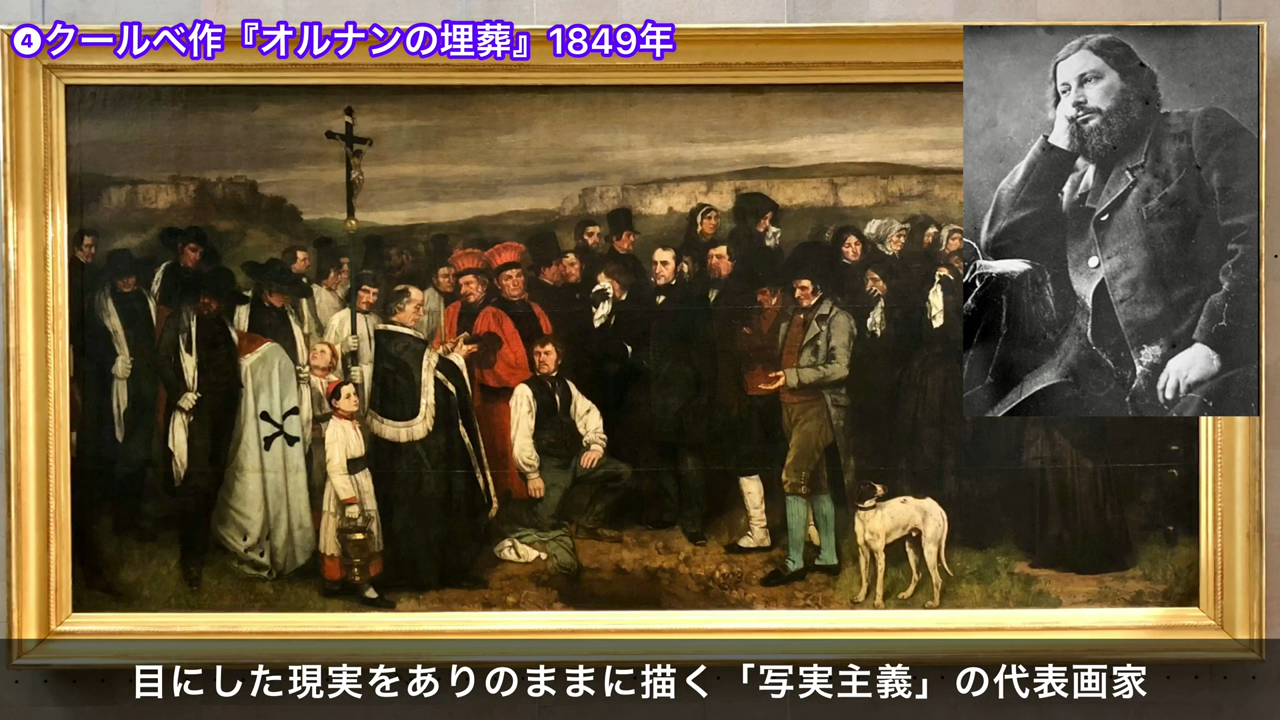 ❹クールベ作『オルナンの埋葬』1849年
目にした現実をありのままに描く「写実主義」の代表画家